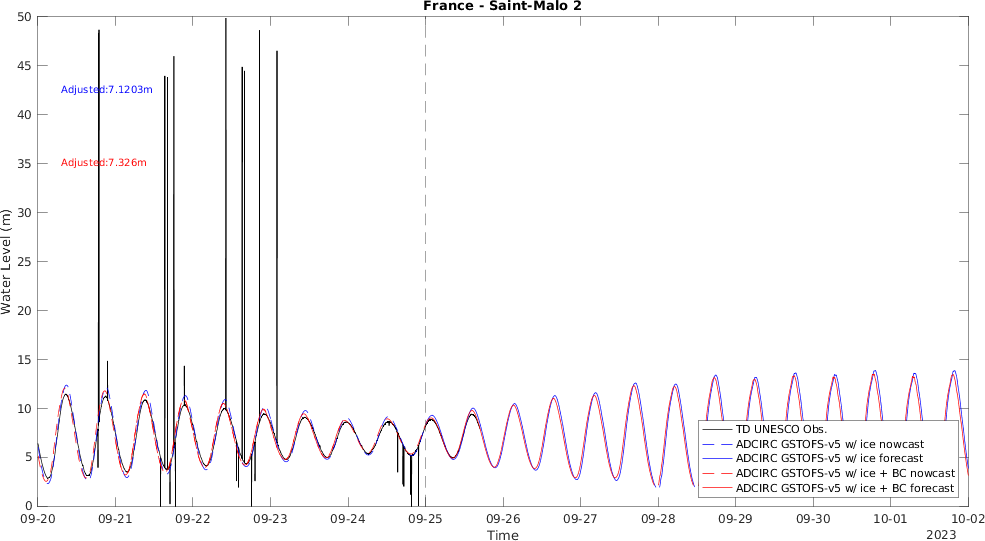 France - Saint-Malo 2
50
45
40
35
30
25
20
15
10
5
0
Water Level (m)
Adjusted:7.1203m
Adjusted:7.326m
TD UNESCO Obs.
ADCIRC GSTOFS-v5 w/ ice nowcast
ADCIRC GSTOFS-v5 w/ ice forecast
ADCIRC GSTOFS-v5 w/ ice + BC nowcast
ADCIRC GSTOFS-v5 w/ ice + BC forecast
09-20 09-21 09-22 09-23 09-24 09-25 09-26 09-27 09-28 09-29 09-30 10-01 10-02
Time
2023